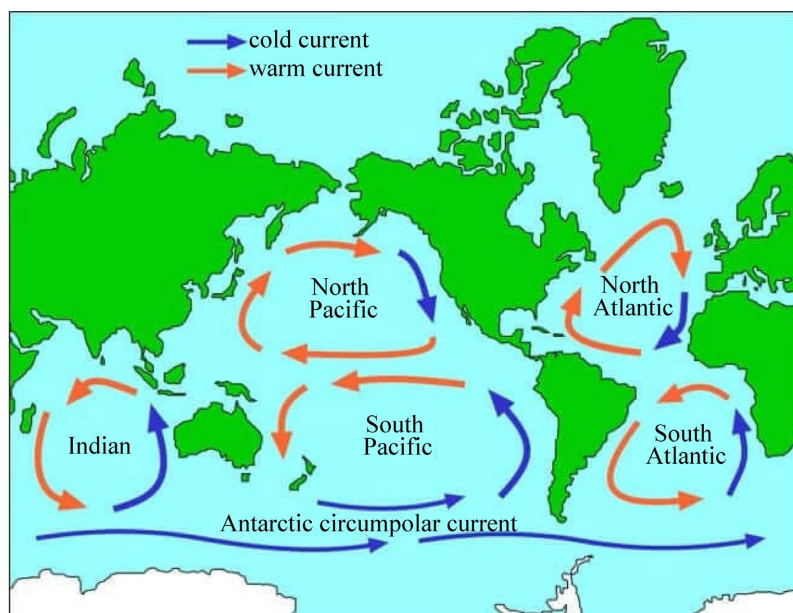 cold current
warm current
North
Pacific
North
Atlantic
Indian
South
Pacific
South
Atlantic
Antarctic circumpolar current